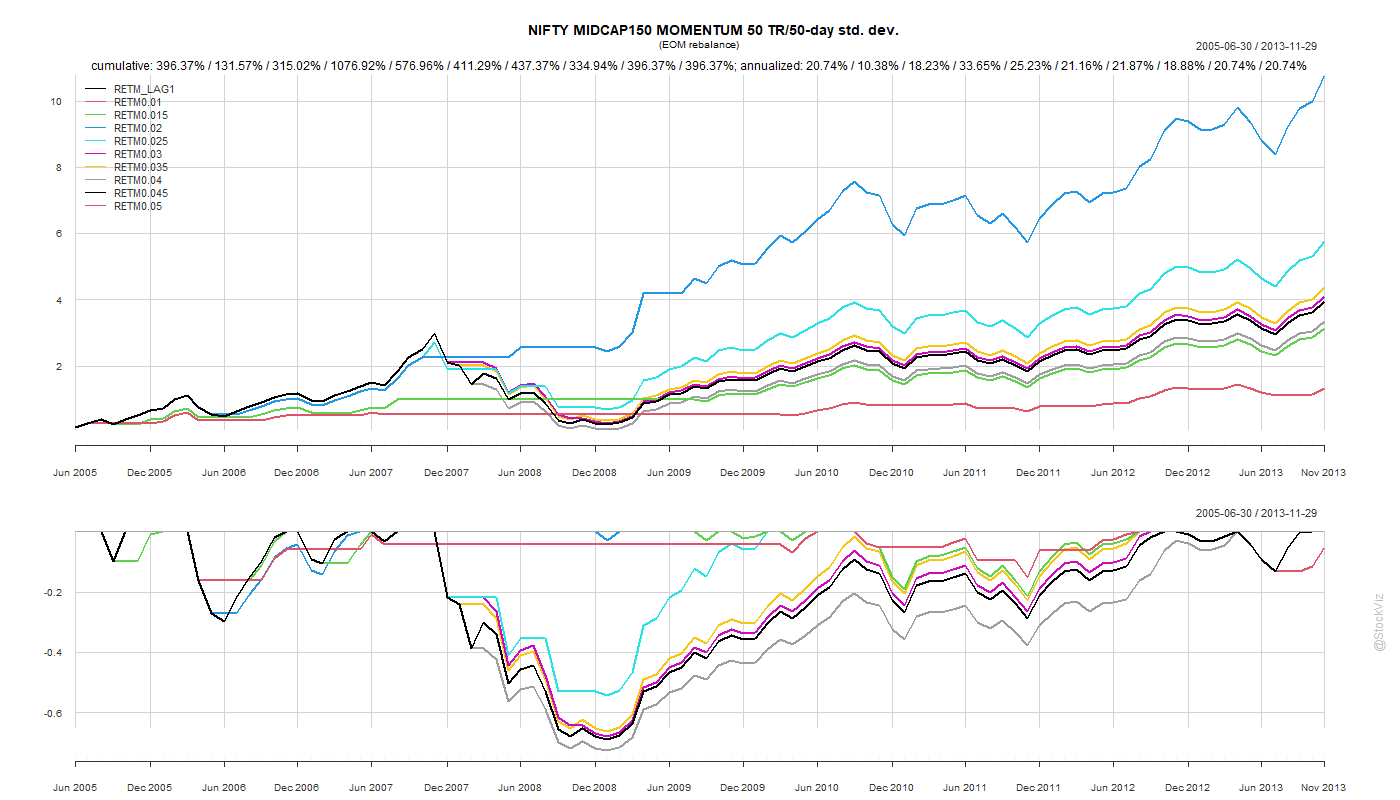 NIFTY MIDCAP150 MOMENTUM 50 TR/50-day std. dev.
(EOM rebalance)
2005-06-30 / 2013-11-29
cumulative: 396.37% / 131.57% / 315.02% / 1076.92% / 576.96% / 411.29% / 437.37% / 334.94% / 396.37% / 396.37%; annualized: 20.74% / 10.38% / 18.23% / 33.65% / 25.23% / 21.16% / 21.87% / 18.88% / 20.74% / 20.74%
RETM_LAG1
RETM0.01
RETM0.015
RETM0.02
RETM0.025
RETM0.03
RETM0.035
RETM0.04
RETM0.045
RETM0.05
10
8
6
4
2
Jun 2005 Dec 2005 Jun 2006 Dec 2006 Jun 2007 Dec 2007 Jun 2008 Dec 2008 Jun 2009 Dec 2009 Jun 2010 Dec 2010 Jun 2011 Dec 2011 Jun 2012 Dec 2012 Jun 2013 Nov 2013
2005-06-30 / 2013-11-29
-0.2
-0.4
-0.6
Jun 2005 Dec 2005 Jun 2006 Dec 2006 Jun 2007 Dec 2007 Jun 2008 Dec 2008 Jun 2009 Dec 2009 Jun 2010 Dec 2010 Jun 2011 Dec 2011 Jun 2012 Dec 2012 Jun 2013 Nov 2013
@StockViz